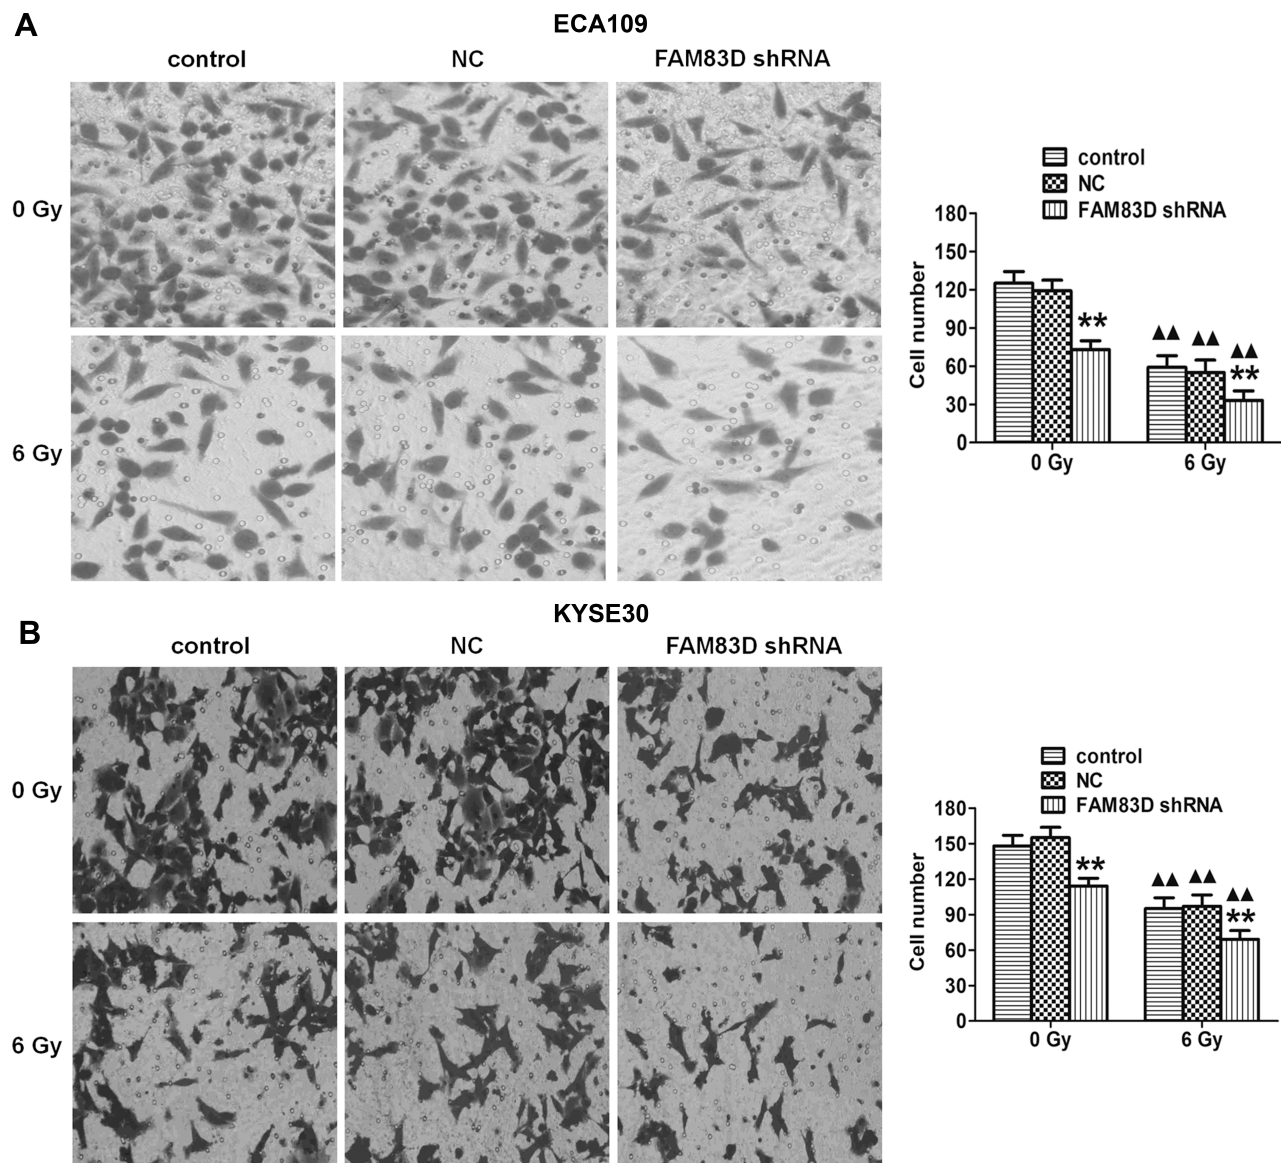 A
ECA109
control NC FAM83D shRNA
0 Gy
6 Gy
control
NC
FAM83D shRNA
Cell number
180
150
120
90
60
30
0
**
▲▲
▲▲
▲▲
**
0 Gy 6 Gy
B
KYSE30
control NC FAM83D shRNA
0 Gy
6 Gy
control
NC
FAM83D shRNA
Cell number
180
150
120
90
60
30
0
**
▲▲
▲▲
▲▲
**
0 Gy 6 Gy